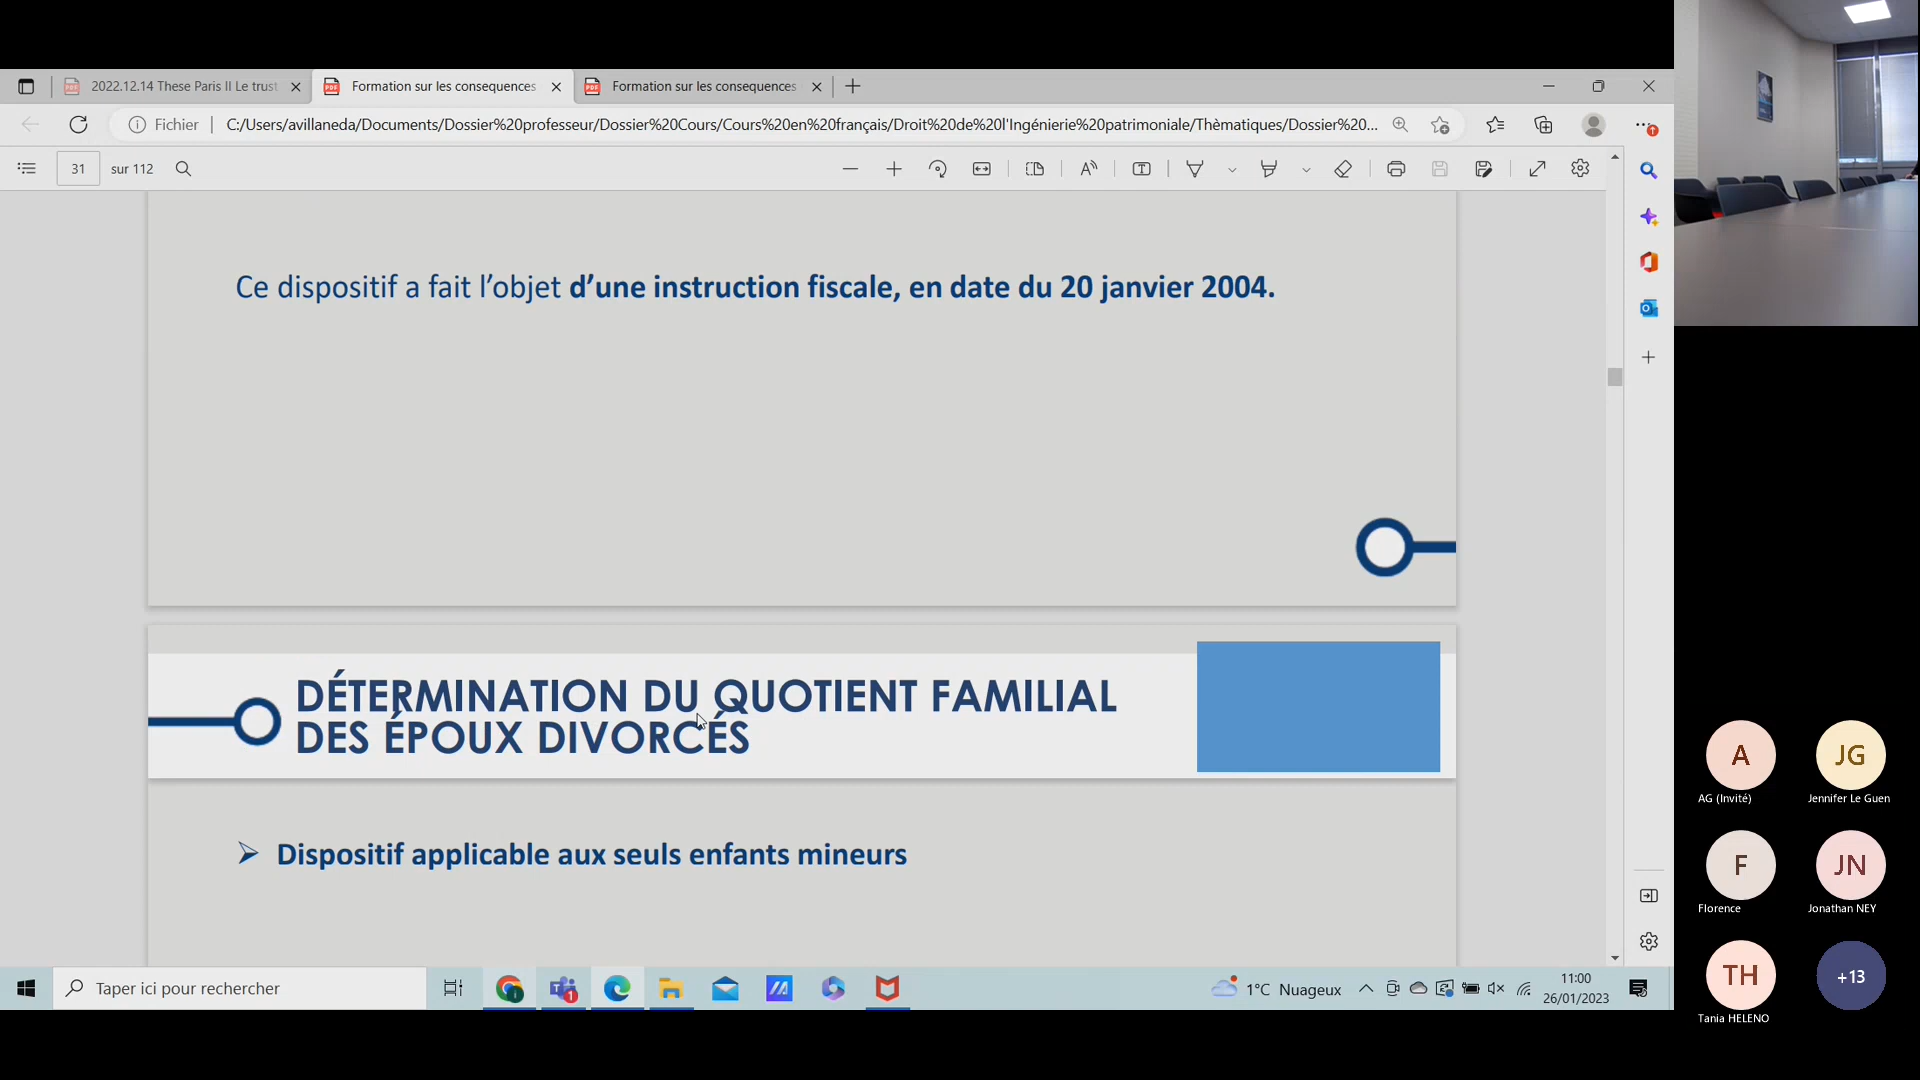 2022.12.14 These Paris II Le trust
Formation sur les consequences
Formation sur les consequences
Fichier
C:/Users/avillaneda/Documents/Dossier%20professeur/Dossier%20Cours/Cours%20en%20français/Droit%20de%20l'Ingénierie%20patrimoniale/Thèmatiques/Dossier%20...
31 sur 112
Ce dispositif a fait l’objet d’une instruction fiscale, en date du 20 janvier 2004.
DÉTERMINATION DU QUOTIENT FAMILIAL
DES ÉPOUX DIVORCÉS
Dispositif applicable aux seuls enfants mineurs
A
AG (Invité)
JG
Jennifer Le Guen
F
Florence
JN
Jonathan NEY
TH
Tania HELENO
+13
Taper ici pour rechercher
1
1°C Nuageux
11:00
26/01/2023